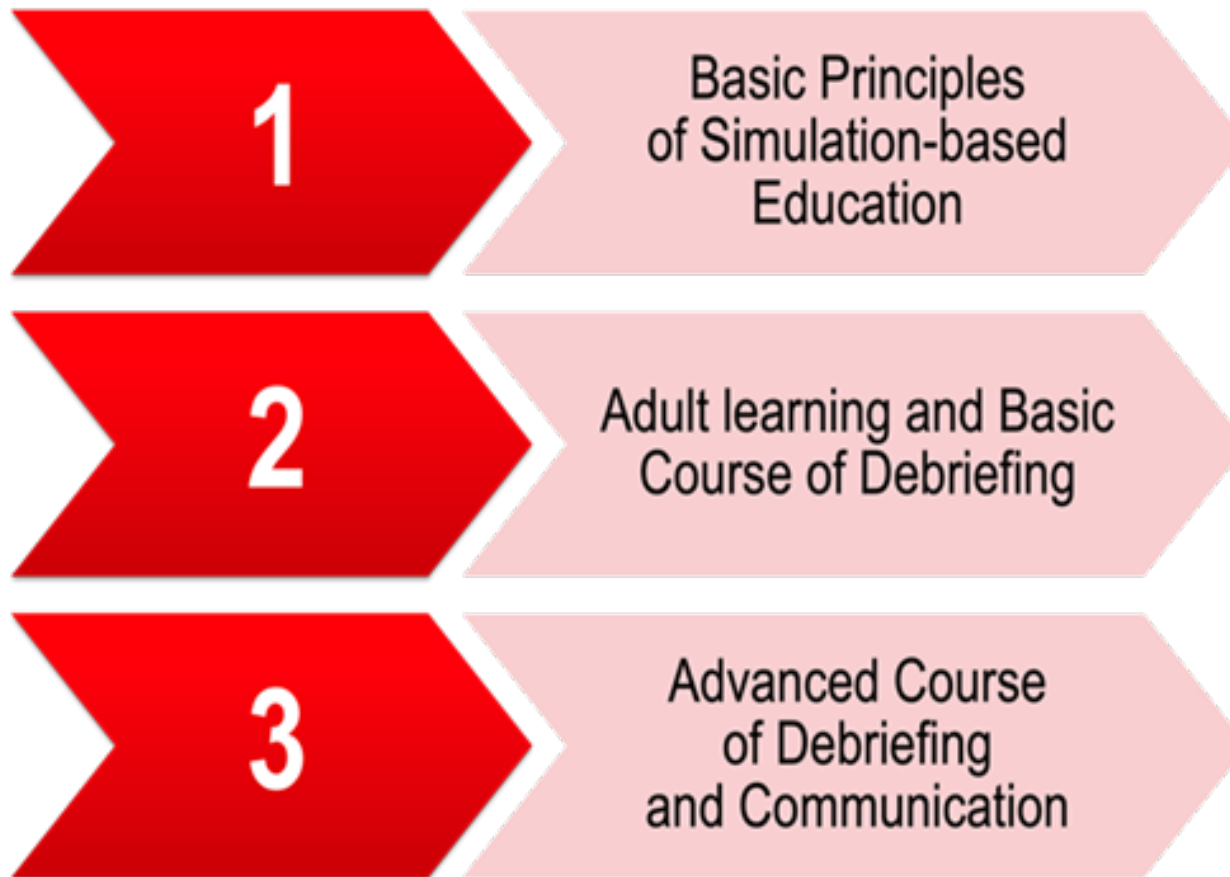 1
Basic Principles
of Simulation-based
Education
2
Adult learning and Basic
Course of Debriefing
3
Advanced Course
of Debriefing
and Communication